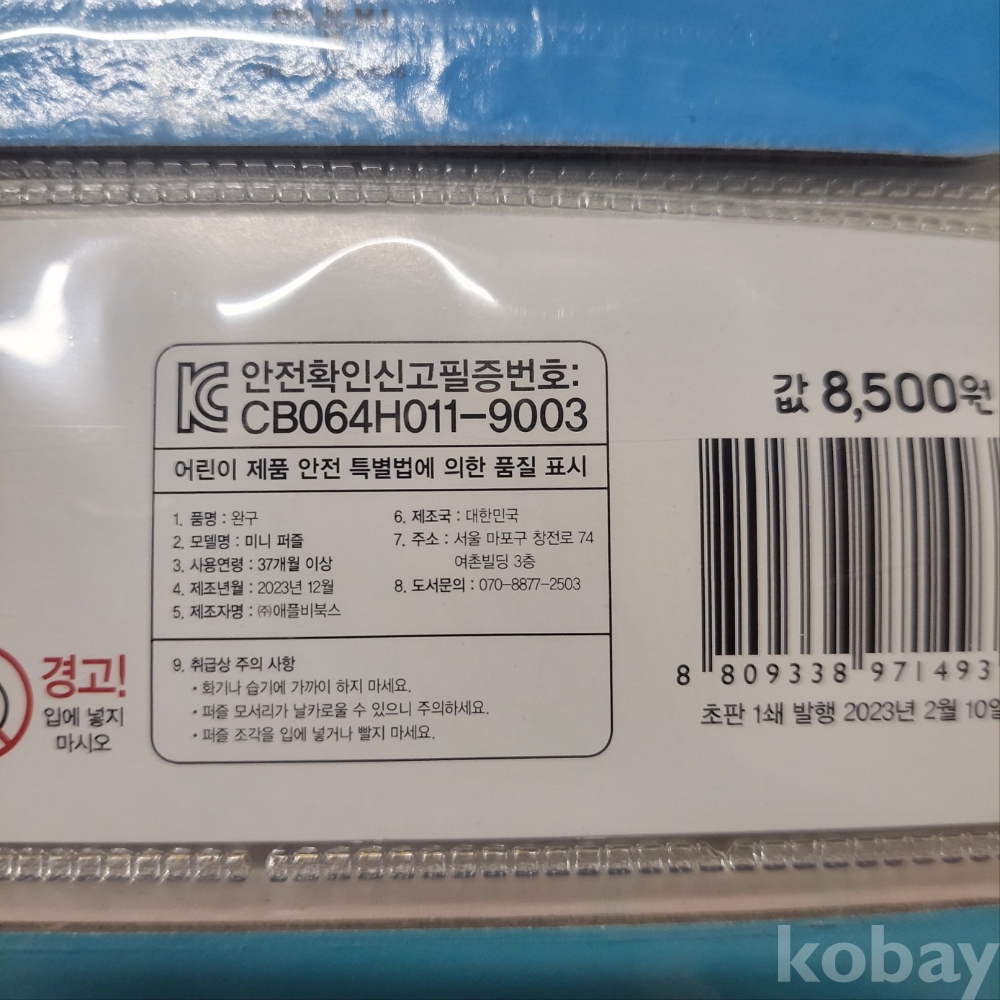 KC 안전확인신고필증번호:
CB064H011-9003
어린이 제품 안전 특별법에 의한 품질 표시
1. 품명 : 완구
2. 모델명 : 미니 퍼즐
3. 사용연령 : 37개월 이상
4. 제조년월 : 2023년 12월
5. 제조자명 : ㈜애플비북스
6. 제조국 : 대한민국
7. 주소 : 서울 마포구 창전로 74
여촌빌딩 3층
8. 도서문의 : 070-8877-2503
9. 취급상 주의 사항
• 화기나 습기에 가까이 하지 마세요.
• 퍼즐 모서리가 날카로울 수 있으니 주의하세요.
• 퍼즐 조각을 입에 넣거나 빨지 마세요.
경고!
입에 넣지
마시오
값 8,500원
8 809338 971493
초판 1쇄 발행 2023년 2월 10일
kobay